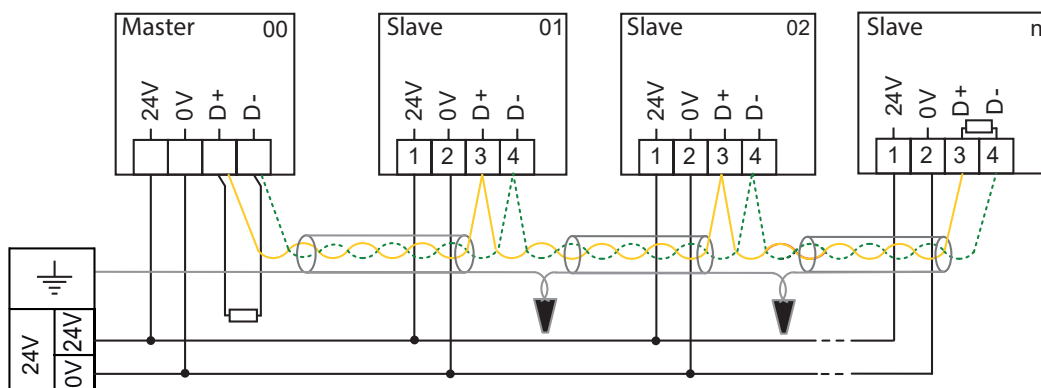 Master 00
Slave 01
Slave 02
Slave n
24V 0V D+ D-
24V 0V D+ D-
24V 0V D+ D-
24V 0V D+ D-
1 2 3 4
1 2 3 4
1 2 3 4
24V 24V
0V